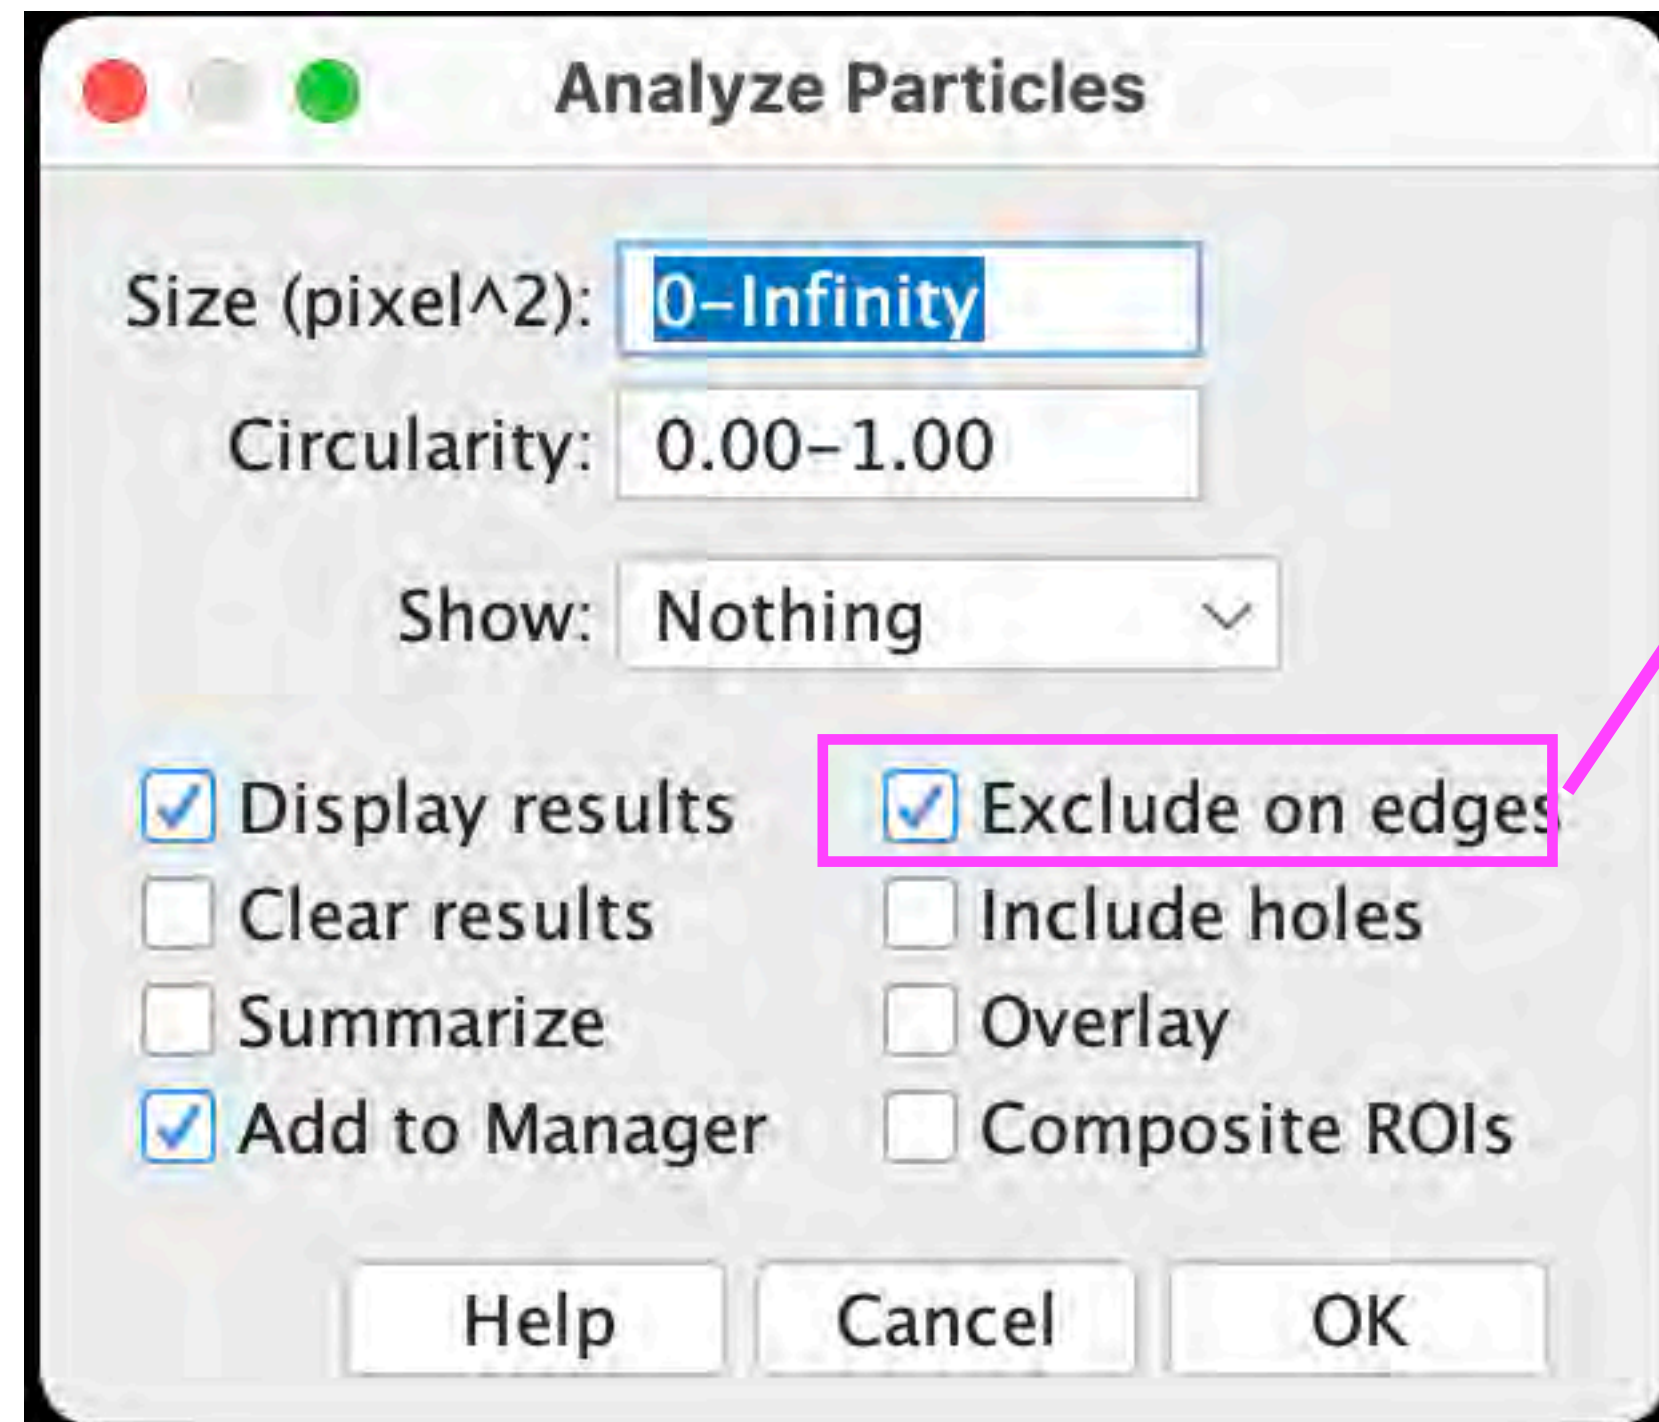 Analyze Particles
Size (pixel^2): 0-Infinity
Circularity: 0.00-1.00
Show: Nothing
Display results Exclude on edges
Clear results Include holes
Summarize Overlay
Add to Manager Composite ROIs
Help Cancel OK